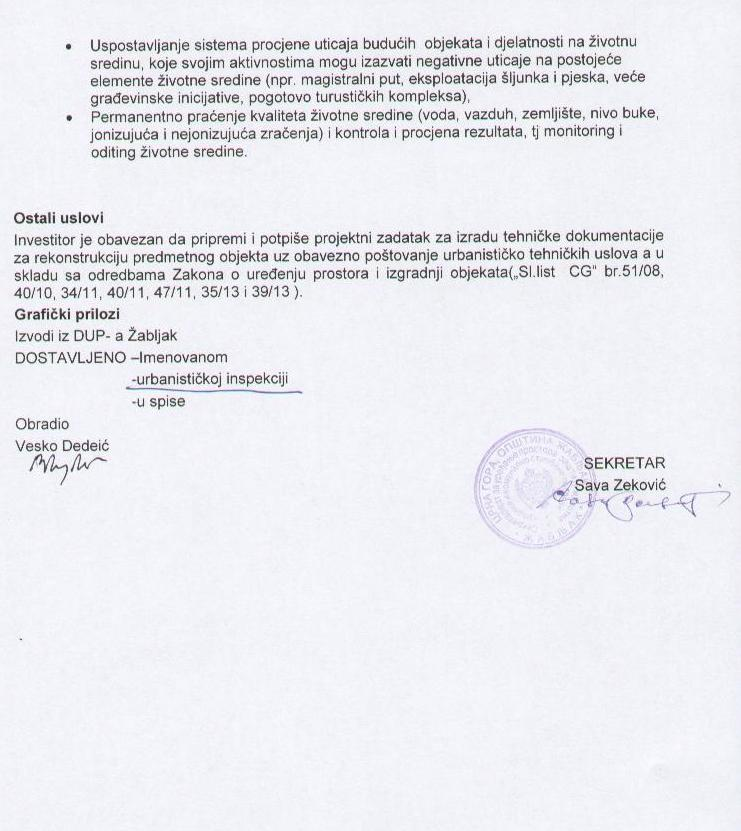 • Uspostavljanje sistema procjene uticaja budućih objekata i djelatnosti na životnu
sredinu, koje svojim aktivnostima mogu izazvati negativne uticaje na postojeće
elemente životne sredine (npr. magistralni put, eksploatacija šljunka i pjeska, veće
građevinske inicijative, pogotovo turističkih kompleksa),
• Permanentno praćenje kvaliteta životne sredine (voda, vazduh, zemljište, nivo buke,
jonizujuća i nejonizujuća zračenja) i kontrola i procjena rezultata, tj monitoring i
oditing životne sredine.
Ostali uslovi
Investitor je obavezan da pripremi i potpiše projektni zadatak za izradu tehničke dokumentacije
za rekonstrukciju predmetnog objekta uz obavezno poštovanje urbanističko tehničkih uslova a u
skladu sa odredbama Zakona o uređenju prostora i izgradnji objekata(„Sl.list CG" br.51/08,
40/10, 34/11, 40/11, 47/11, 35/13 i 39/13 ).
Grafički prilozi
Izvodi iz DUP- a Žabljak
DOSTAVLJENO –Imenovanom
-urbanističkoj inspekciji
-u spise
Obradio
Vesko Dedeić
SEKRETAR
Sava Zeković
ЦРНА ГОРА, ОПШТИНА ЖАБЉАК
ЖАБЉАК